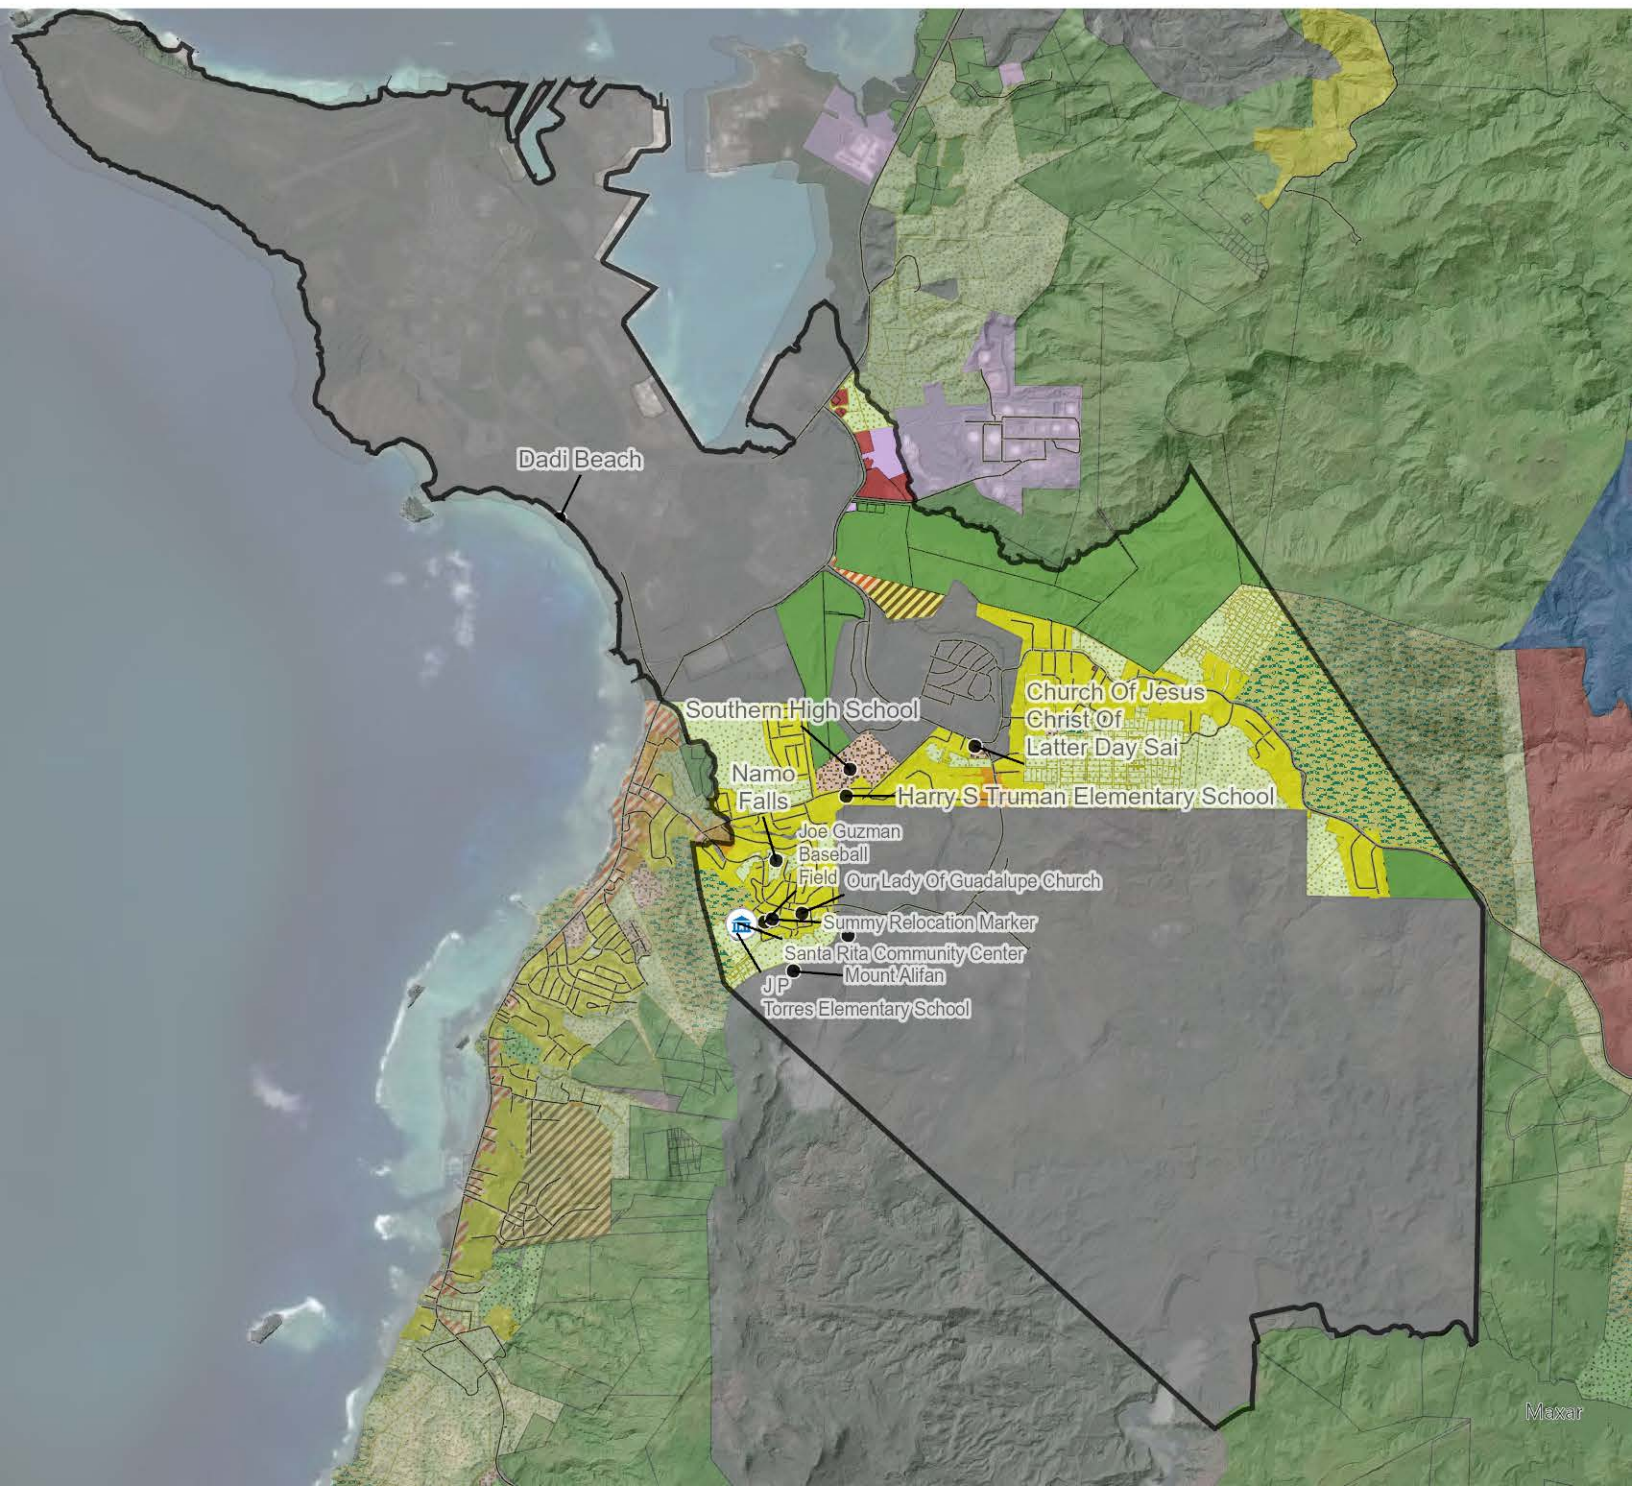 Dadi Beach
Southern High School
Church Of Jesus
Christ Of
Latter Day Sai
Namo
Falls
Harry S Truman Elementary School
Joe Guzman
Baseball
Field
Our Lady Of Guadalupe Church
Summy Relocation Marker
Santa Rita Community Center
Mount Alifan
J P
Torres Elementary School
Maxar